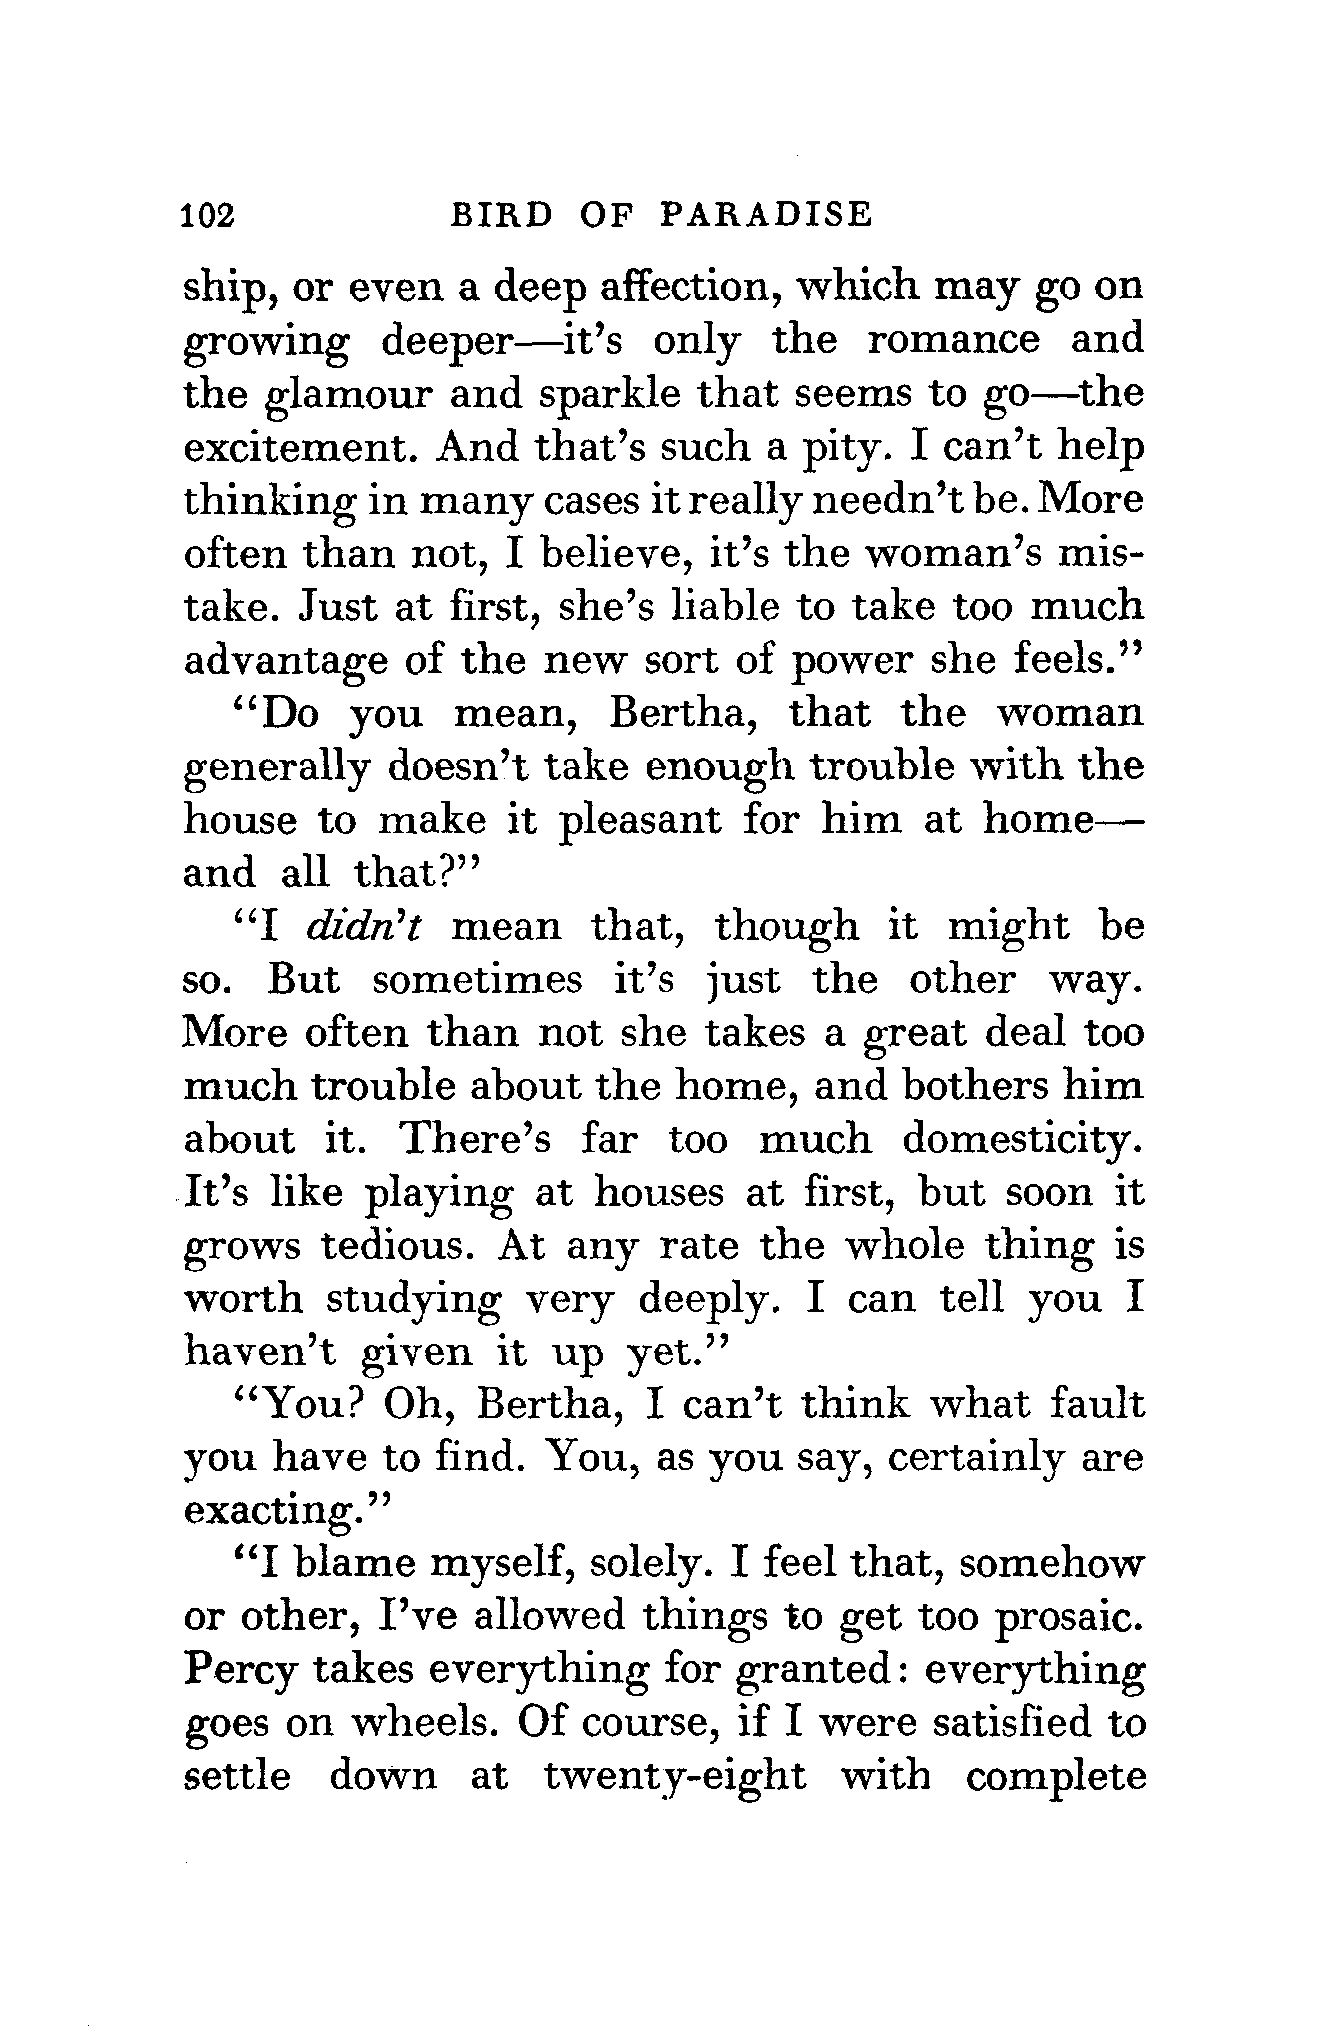 102 BIRD OF PARADISE
ship, or even a deep affection, which may go on
growing deeper—it's only the romance and
the glamour and sparkle that seems to go—the
excitement. And that's such a pity. I can't help
thinking in many cases it really needn't be. More
often than not, I believe, it's the woman's mis-
take. Just at first, she's liable to take too much
advantage of the new sort of power she feels."
"Do you mean, Bertha, that the woman
generally doesn't take enough trouble with the
house to make it pleasant for him at home—
and all that?"
"I didn't mean that, though it might be
so. But sometimes it's just the other way.
More often than not she takes a great deal too
much trouble about the home, and bothers him
about it. There's far too much domesticity.
It's like playing at houses at first, but soon it
grows tedious. At any rate the whole thing is
worth studying very deeply. I can tell you I
haven't given it up yet."
"You? Oh, Bertha, I can't think what fault
you have to find. You, as you say, certainly are
exacting."
"I blame myself, solely. I feel that, somehow
or other, I've allowed things to get too prosaic.
Percy takes everything for granted: everything
goes on wheels. Of course, if I were satisfied to
settle down at twenty-eight with complete